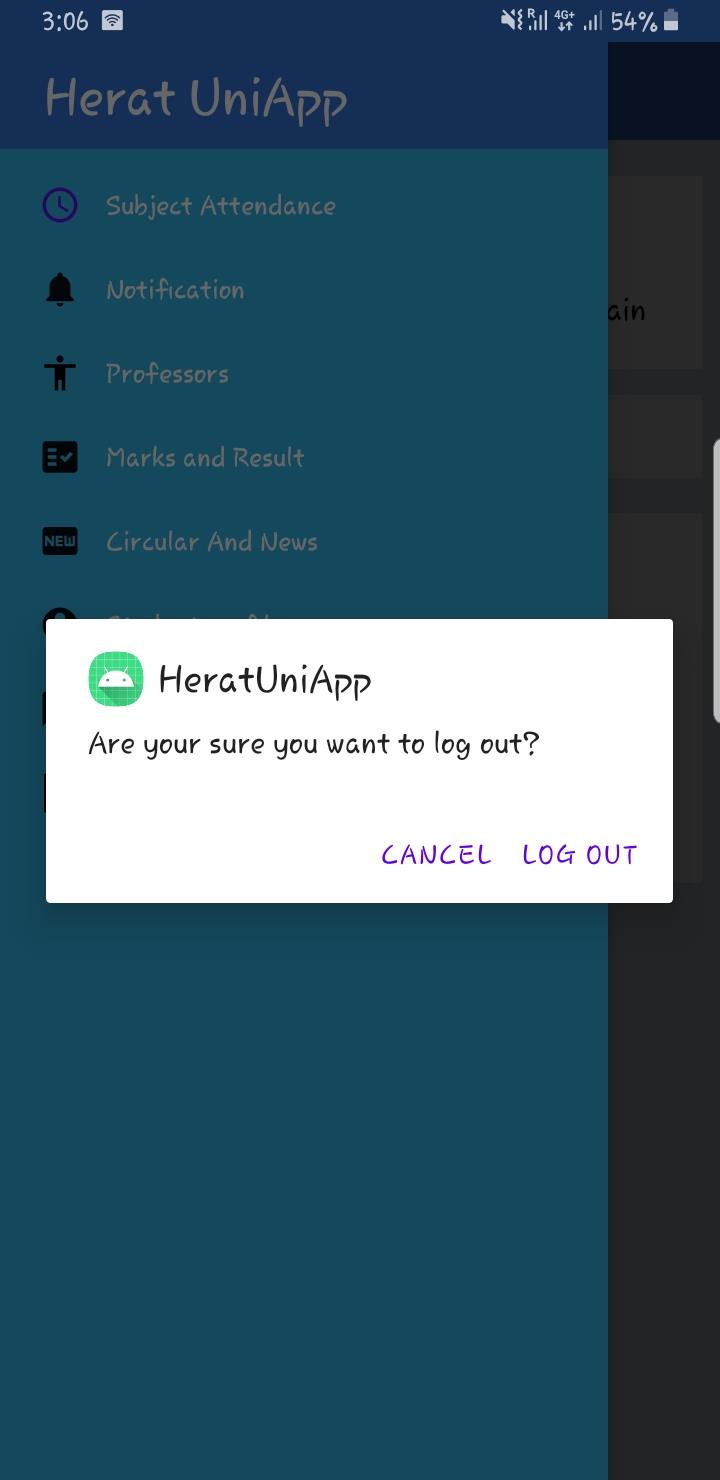 3:06 R 4G+ 54%
Herat UniApp
Subject Attendance
Notification
ain
Professors
Marks and Result
NEW Circular And News
HeratUniApp
Are your sure you want to log out?
CANCEL LOG OUT